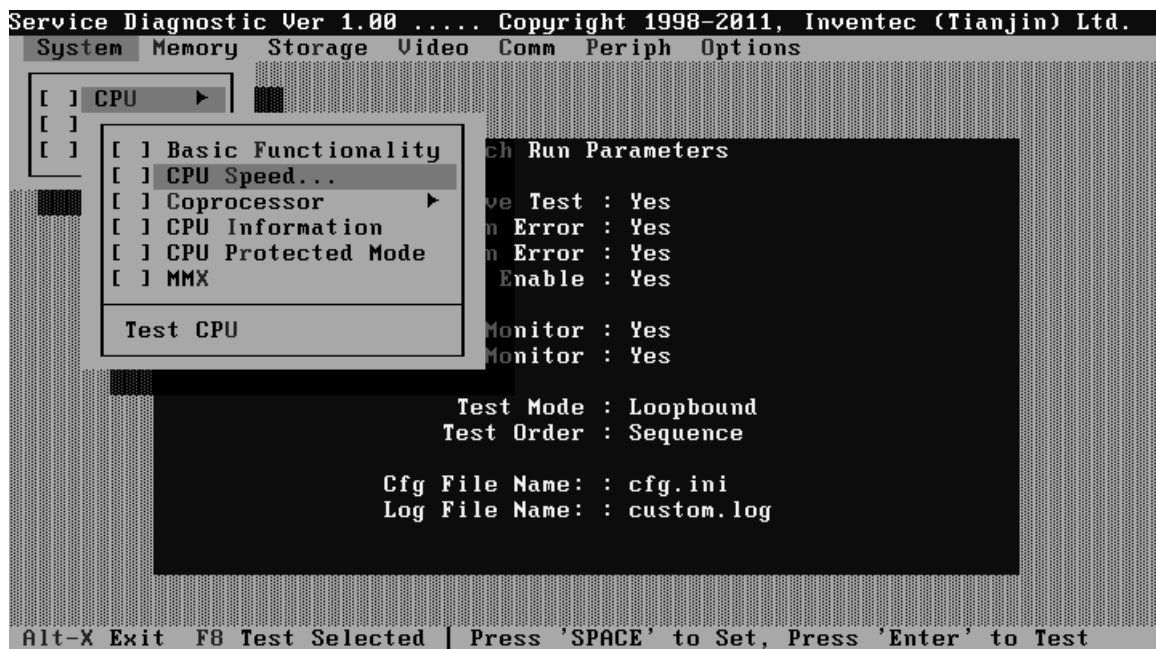 Service Diagnostic Ver 1.00 ..... Copyright 1998-2011, Inventec (Tianjin) Ltd.
System Memory Storage Video Comm Periph Options
[ ] CPU ►
[ ]
[ ]
[ ] Basic Functionality
[ ] CPU Speed...
[ ] Coprocessor ►
[ ] CPU Information
[ ] CPU Protected Mode
[ ] MMX
Test CPU
ch Run Parameters
ve Test : Yes
n Error : Yes
n Error : Yes
Enable : Yes
Monitor : Yes
Monitor : Yes
Test Mode : Loopbound
Test Order : Sequence
Cfg File Name: : cfg.ini
Log File Name: : custom.log
Alt-X Exit F8 Test Selected | Press 'SPACE' to Set, Press 'Enter' to Test